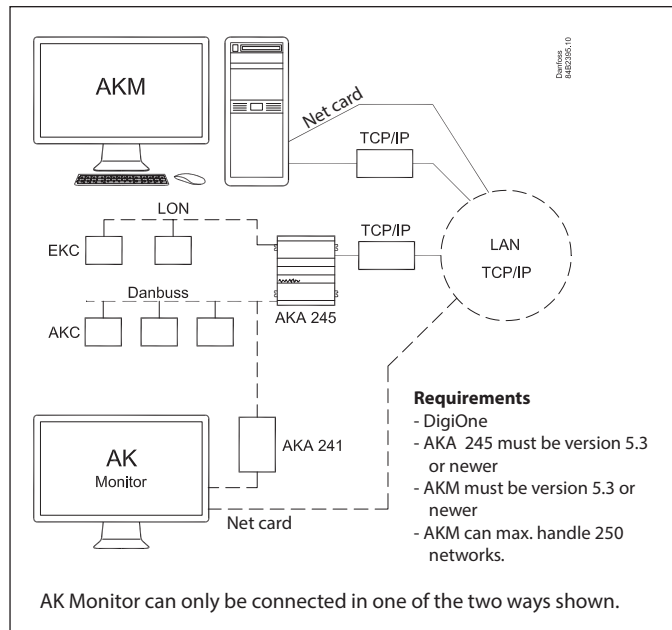 AKM
Danfoss
84B2395.10
Net card
TCP/IP
LON
TCP/IP
EKC
LAN
TCP/IP
Danbuss
AKC
AKA 245
Requirements
- DigiOne
- AKA  245 must be version 5.3
or newer
- AKM must be version 5.3 or
newer
- AKM can max. handle 250
networks.
AKA 241
AK
Monitor
Net card
AK Monitor can only be connected in one of the two ways shown.